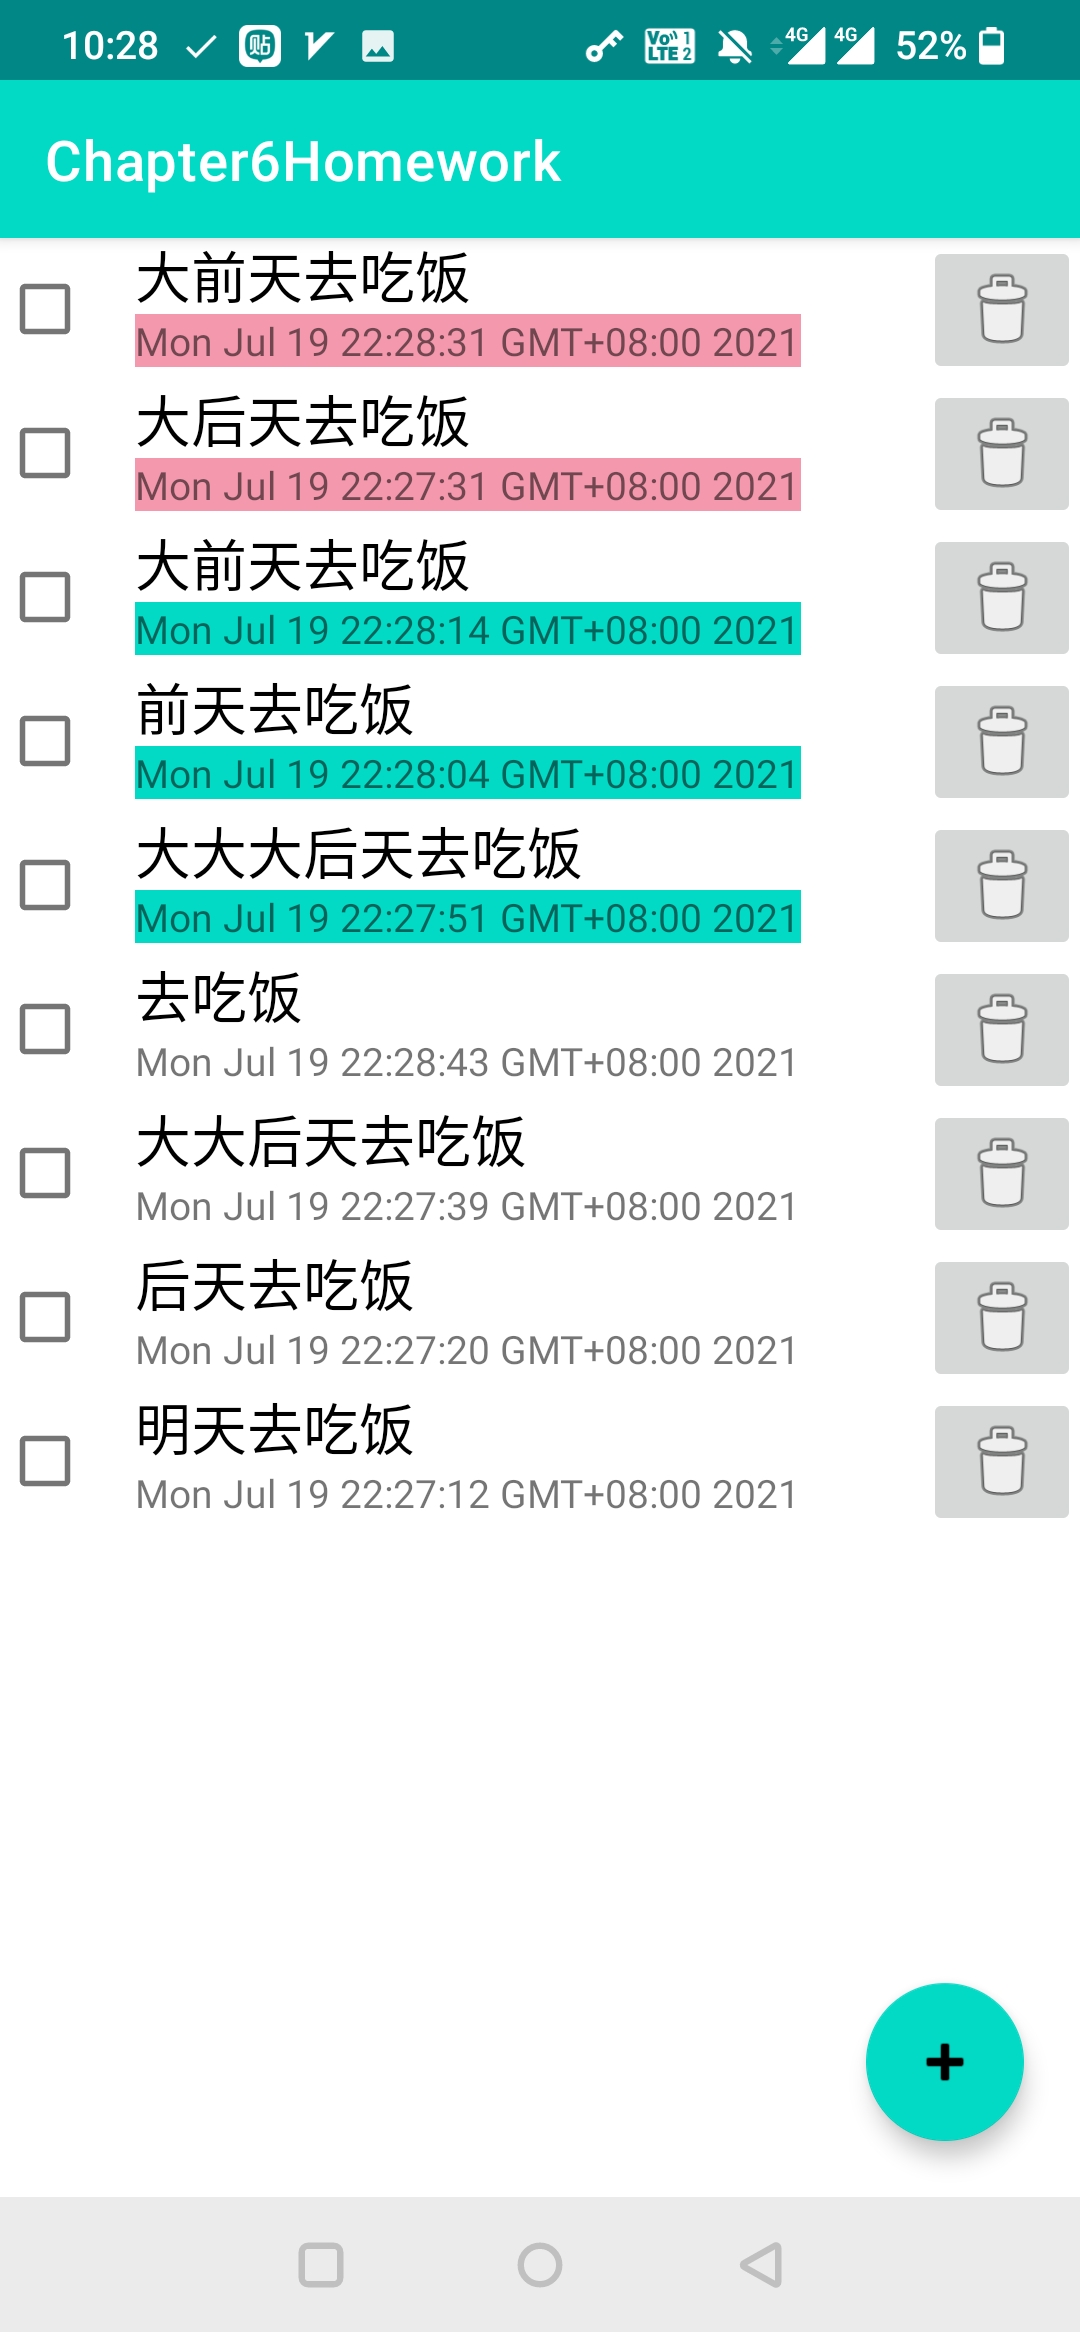 10:28 贴 VoLTE 1 2 4G 4G 52%
Chapter6Homework
大前天去吃饭
Mon Jul 19 22:28:31 GMT+08:00 2021
大后天去吃饭
Mon Jul 19 22:27:31 GMT+08:00 2021
大前天去吃饭
Mon Jul 19 22:28:14 GMT+08:00 2021
前天去吃饭
Mon Jul 19 22:28:04 GMT+08:00 2021
大大大后天去吃饭
Mon Jul 19 22:27:51 GMT+08:00 2021
去吃饭
Mon Jul 19 22:28:43 GMT+08:00 2021
大大后天去吃饭
Mon Jul 19 22:27:39 GMT+08:00 2021
后天去吃饭
Mon Jul 19 22:27:20 GMT+08:00 2021
明天去吃饭
Mon Jul 19 22:27:12 GMT+08:00 2021